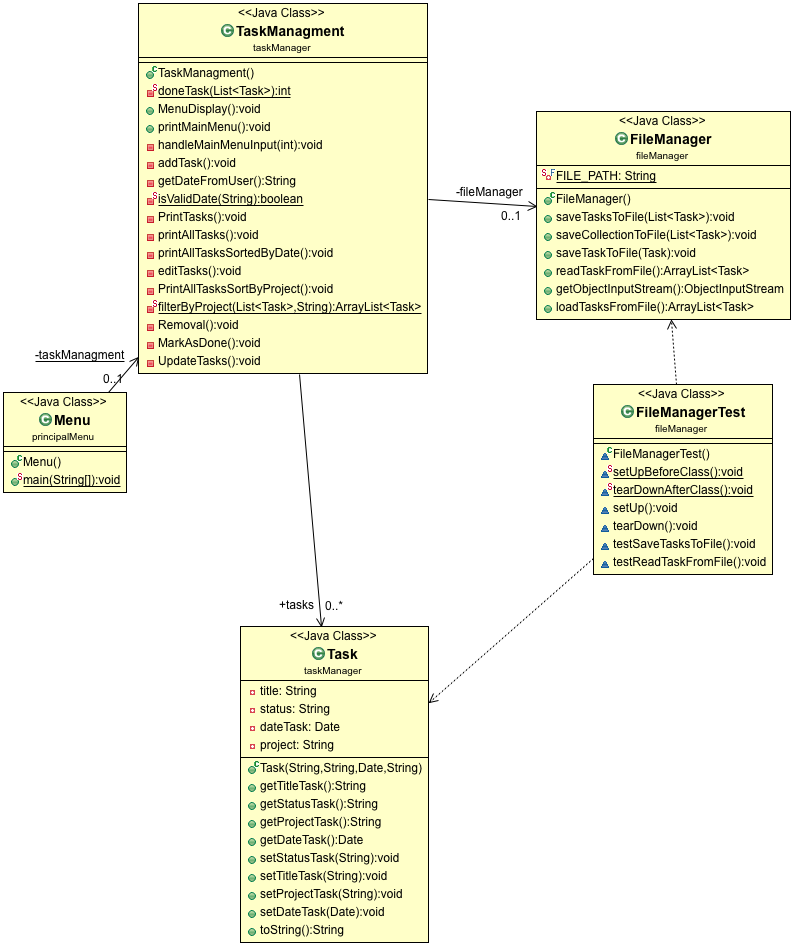 <<Java Class>>
TaskManagment
taskManager
TaskManagment()
doneTask(List<Task>):int
MenuDisplay():void
printMainMenu():void
handleMainMenuInput(int):void
addTask():void
getDateFromUser():String
isValidDate(String):boolean
PrintTasks():void
printAllTasks():void
printAllTasksSortedByDate():void
editTasks():void
PrintAllTasksSortByProject():void
filterByProject(List<Task>,String):ArrayList<Task>
Removal():void
MarkAsDone():void
UpdateTasks():void
-fileManager
0..1
<<Java Class>>
FileManager
fileManager
FILE_PATH: String
FileManager()
saveTasksToFile(List<Task>):void
saveCollectionToFile(List<Task>):void
saveTaskToFile(Task):void
readTaskFromFile():ArrayList<Task>
getObjectInputStream():ObjectInputStream
loadTasksFromFile():ArrayList<Task>
-taskManagment
0..1
<<Java Class>>
Menu
principalMenu
Menu()
main(String[]):void
<<Java Class>>
FileManagerTest
fileManager
FileManagerTest()
setUpBeforeClass():void
tearDownAfterClass():void
setUp():void
tearDown():void
testSaveTasksToFile():void
testReadTaskFromFile():void
+tasks
0..*
<<Java Class>>
Task
taskManager
title: String
status: String
dateTask: Date
project: String
Task(String,String,Date,String)
getTitleTask():String
getStatusTask():String
getProjectTask():String
getDateTask():Date
setStatusTask(String):void
setTitleTask(String):void
setProjectTask(String):void
setDateTask(Date):void
toString():String